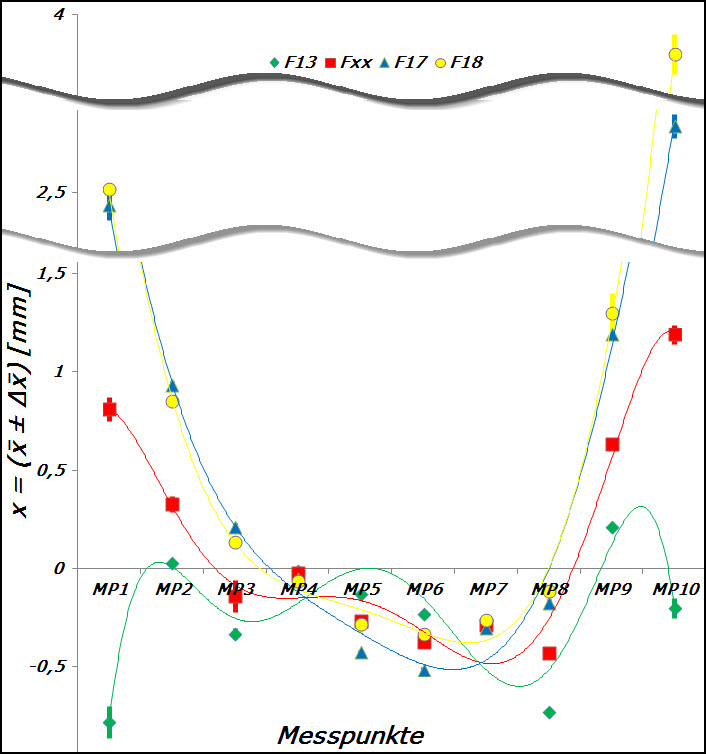 4
F13 Fxx F17 F18
2,5
1,5
1
0,5
0
MP1 MP2 MP3 MP4 MP5 MP6 MP7 MP8 MP9 MP10
-0,5
x = (x̄ ± Δx̄) [mm]
Messpunkte